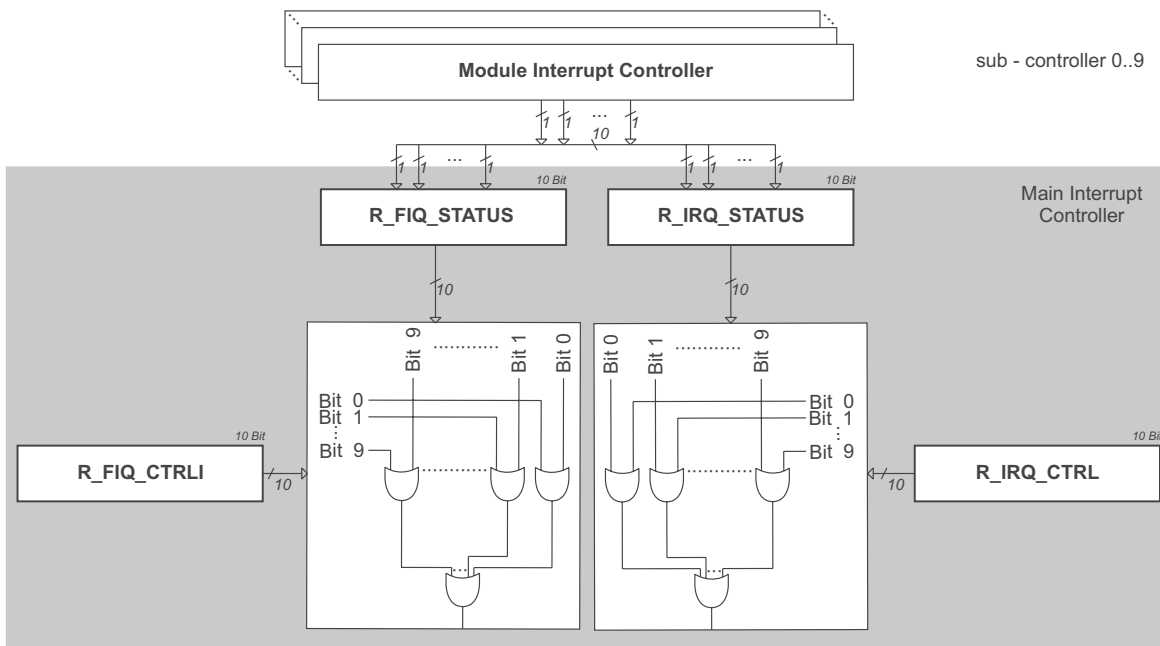 Module Interrupt Controller
sub - controller 0..9
1 1 ... 1
10
1 1 ... 1
1 1 ... 1
10 Bit
10 Bit
R_FIQ_STATUS
R_IRQ_STATUS
Main Interrupt
Controller
10
10
Bit 9 Bit 1 Bit 0
Bit 0 Bit 1 Bit 9
Bit 0
Bit 1
Bit 9
Bit 0
Bit 1
Bit 9
10 Bit
R_FIQ_CTRLI
10
10 Bit
R_IRQ_CTRL
10